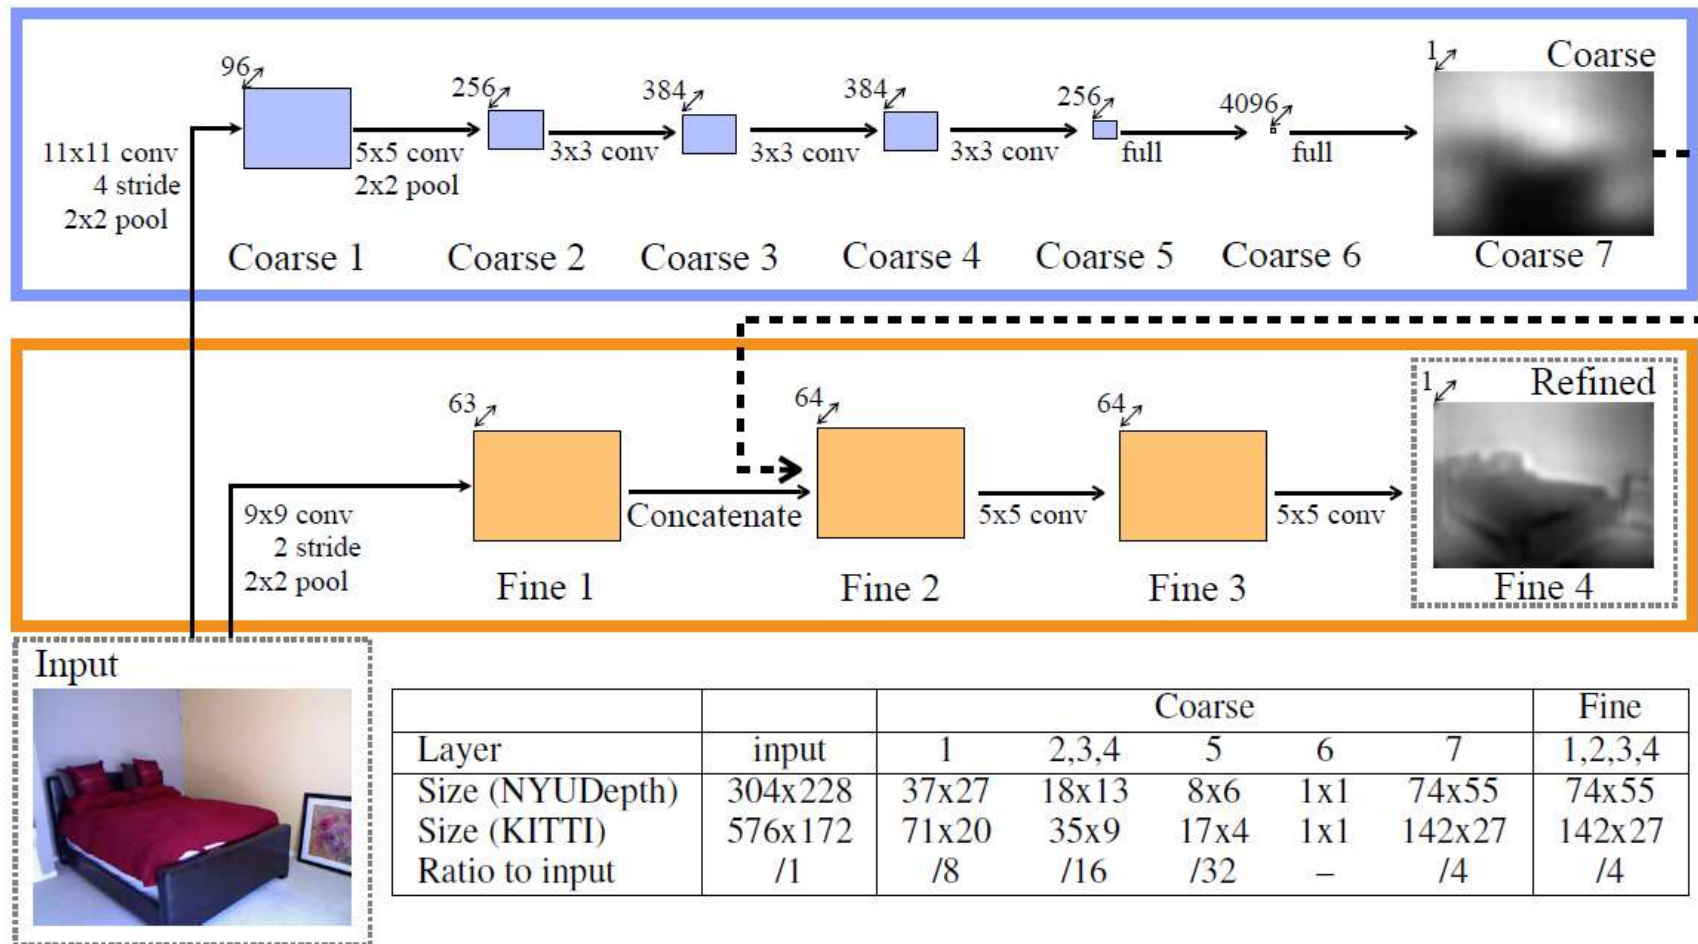 96
256
384
384
256
4096
1
Coarse
11x11 conv
4 stride
2x2 pool
5x5 conv
2x2 pool
3x3 conv
3x3 conv
3x3 conv
full
full
Coarse 1
Coarse 2
Coarse 3
Coarse 4
Coarse 5
Coarse 6
Coarse 7
63
64
64
1
Refined
9x9 conv
2 stride
2x2 pool
Concatenate
5x5 conv
5x5 conv
Fine 1
Fine 2
Fine 3
Fine 4
Input
Coarse Fine
Layer input 1 2,3,4 5 6 7 1,2,3,4
Size (NYUDepth) 304x228 37x27 18x13 8x6 1x1 74x55 74x55
Size (KITTI) 576x172 71x20 35x9 17x4 1x1 142x27 142x27
Ratio to input /1 /8 /16 /32 – /4 /4